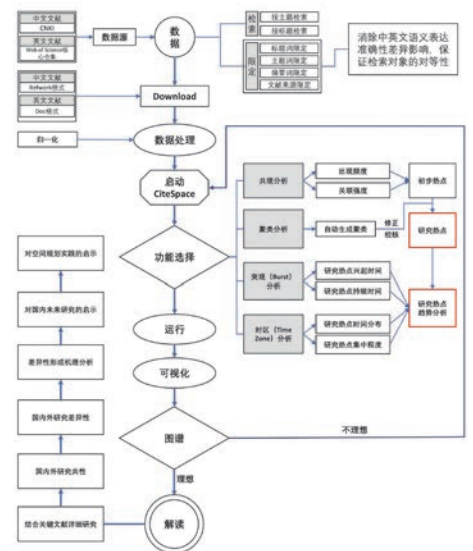 中文文献
CNKI
英文文献
Web of Science核
心合集
数据源
数
据
检
索
按主题检索
按标题检索
限
定
标题词限定
主题词限定
摘要词限定
文献来源限定
消除中英文语义表达
准确性差异影响，保
证检索对象的对等性
中文文献
Refwork格式
英文文献
Doc格式
Download
归一化
数据处理
启动
CiteSpace
功能选择
共现分析
出现频度
关联强度
初步热点
聚类分析
自动生成聚类
修正
校核
研究热点
突现（Burst）
分析
研究热点兴起时间
研究热点持续时间
研究热点
趋势分析
时区（Time
Zone）分析
研究热点时间分布
研究热点集中程度
运行
可视化
图谱
不理想
理想
解读
对空间规划实践的启示
对国内未来研究的启示
差异性形成机理分析
国内外研究差异性
国内外研究共性
结合关键文献详细研究